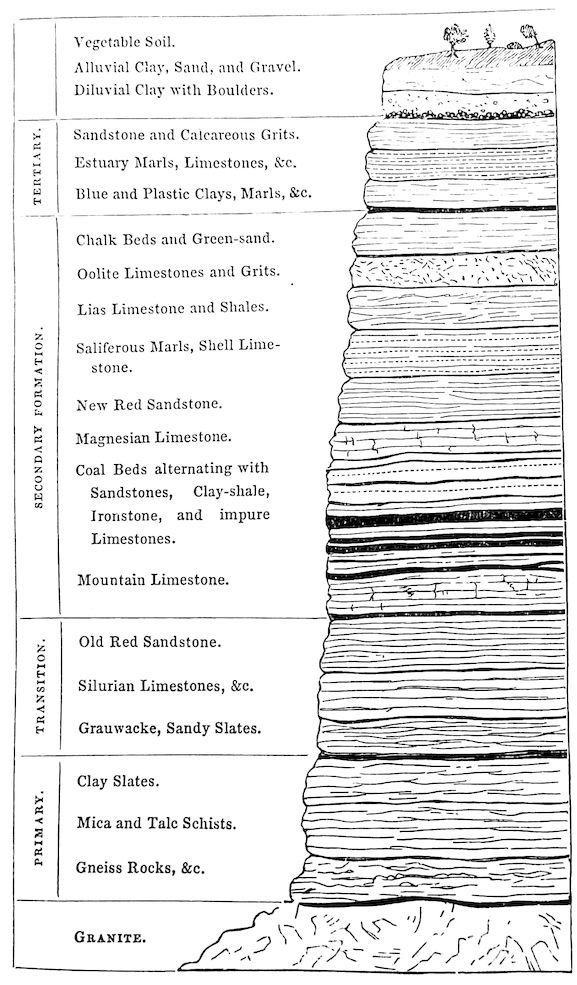 Vegetable Soil.
Alluvial Clay, Sand, and Gravel.
Diluvial Clay with Boulders.
TERTIARY.
Sandstone and Calcareous Grits.
Estuary Marls, Limestones, &c.
Blue and Plastic Clays, Marls, &c.
SECONDARY FORMATION.
Chalk Beds and Green-sand.
Oolite Limestones and Grits.
Lias Limestone and Shales.
Saliferous Marls, Shell Lime-
stone.
New Red Sandstone.
Magnesian Limestone.
Coal Beds alternating with
Sandstones, Clay-shale,
Ironstone, and impure
Limestones.
Mountain Limestone.
TRANSITION.
Old Red Sandstone.
Silurian Limestones, &c.
Grauwacke, Sandy Slates.
PRIMARY.
Clay Slates.
Mica and Talc Schists.
Gneiss Rocks, &c.
GRANITE.